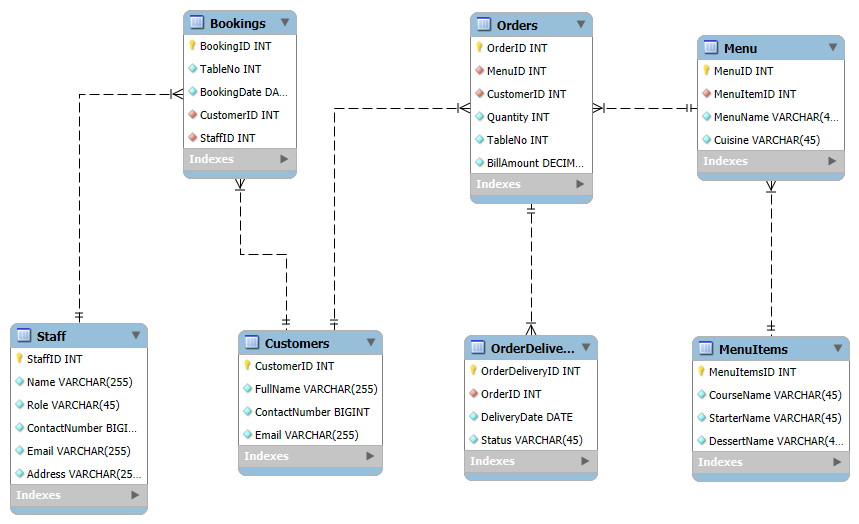 Bookings
BookingID INT
TableNo INT
BookingDate DA...
CustomerID INT
StaffID INT
Indexes
Orders
OrderID INT
MenuID INT
CustomerID INT
Quantity INT
TableNo INT
BillAmount DECIM...
Indexes
Menu
MenuID INT
MenuItemID INT
MenuName VARCHAR(4...
Cuisine VARCHAR(45)
Indexes
Staff
StaffID INT
Name VARCHAR(255)
Role VARCHAR(45)
ContactNumber BIGI...
Email VARCHAR(255)
Address VARCHAR(25...
Indexes
Customers
CustomerID INT
FullName VARCHAR(255)
ContactNumber BIGINT
Email VARCHAR(255)
Indexes
OrderDelive...
OrderDeliveryID INT
OrderID INT
DeliveryDate DATE
Status VARCHAR(45)
Indexes
MenuItems
MenuItemsID INT
CourseName VARCHAR(45)
StarterName VARCHAR(45)
DessertName VARCHAR(4...
Indexes